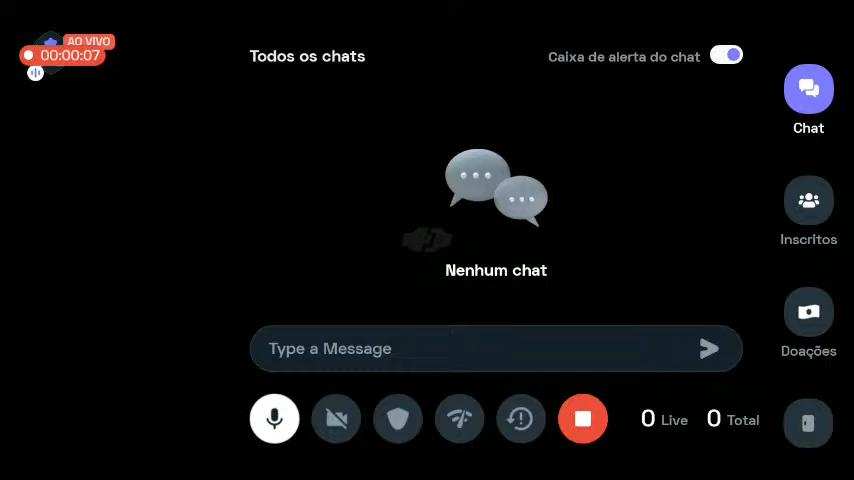 AO VIVO
00:00:07
Todos os chats
Caixa de alerta do chat
Chat
Inscritos
Nenhum chat
Type a Message
Doações
0 Live 0 Total